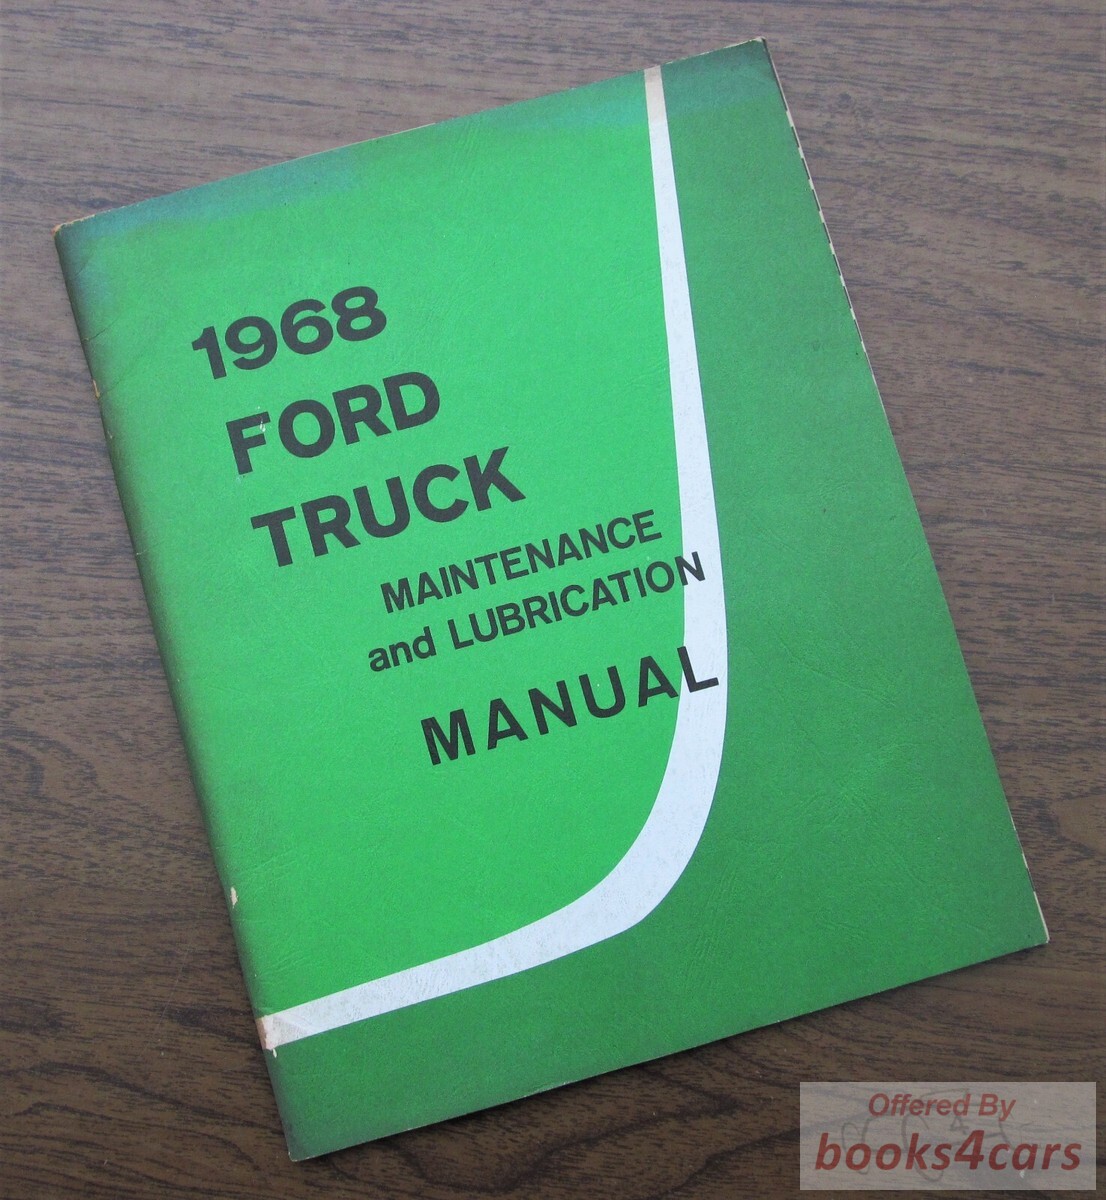 1968
FORD
TRUCK
MAINTENANCE
and LUBRICATION
MANUAL
Offered By
books4cars